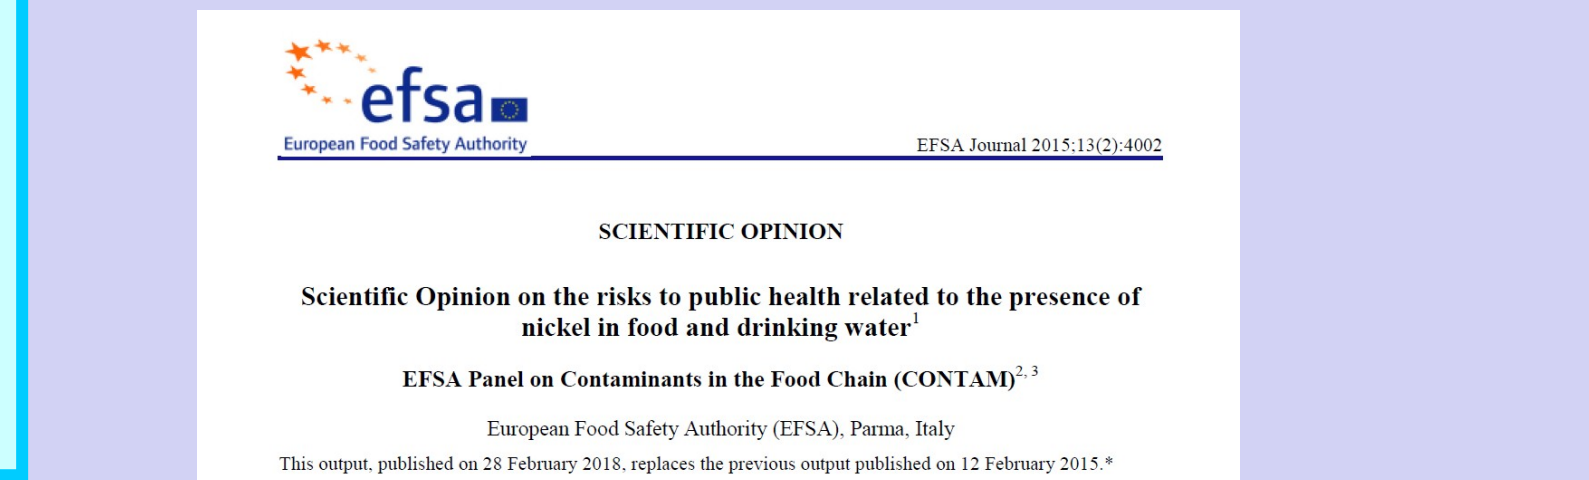 efsa
European Food Safety Authority
EFSA Journal 2015;13(2):4002
SCIENTIFIC OPINION
Scientific Opinion on the risks to public health related to the presence of
nickel in food and drinking water1
EFSA Panel on Contaminants in the Food Chain (CONTAM)2, 3
European Food Safety Authority (EFSA), Parma, Italy
This output, published on 28 February 2018, replaces the previous output published on 12 February 2015.*